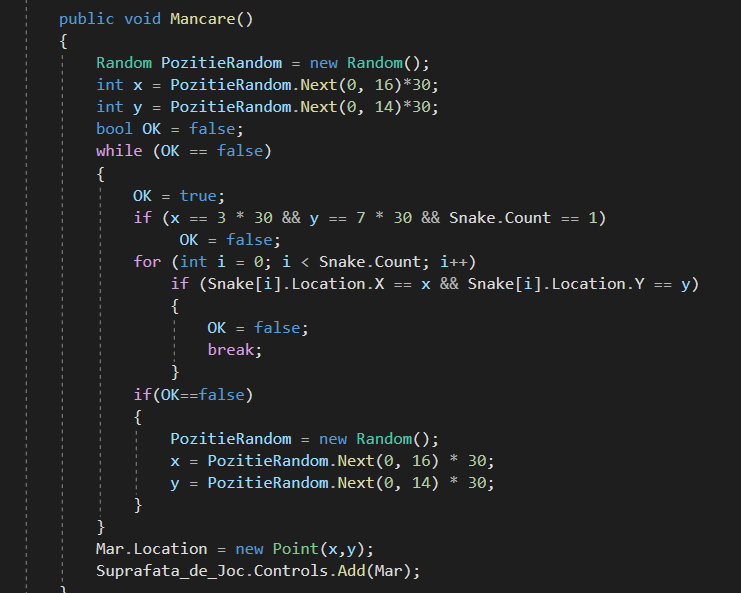 public void Mancare()
{
Random PozitieRandom = new Random();
int x = PozitieRandom.Next(0, 16)*30;
int y = PozitieRandom.Next(0, 14)*30;
bool OK = false;
while (OK == false)
{
OK = true;
if (x == 3 * 30 && y == 7 * 30 && Snake.Count == 1)
OK = false;
for (int i = 0; i < Snake.Count; i++)
if (Snake[i].Location.X == x && Snake[i].Location.Y == y)
{
OK = false;
break;
}
if(OK==false)
{
PozitieRandom = new Random();
x = PozitieRandom.Next(0, 16) * 30;
y = PozitieRandom.Next(0, 14) * 30;
}
}
Mar.Location = new Point(x,y);
Suprafata_de_Joc.Controls.Add(Mar);
}